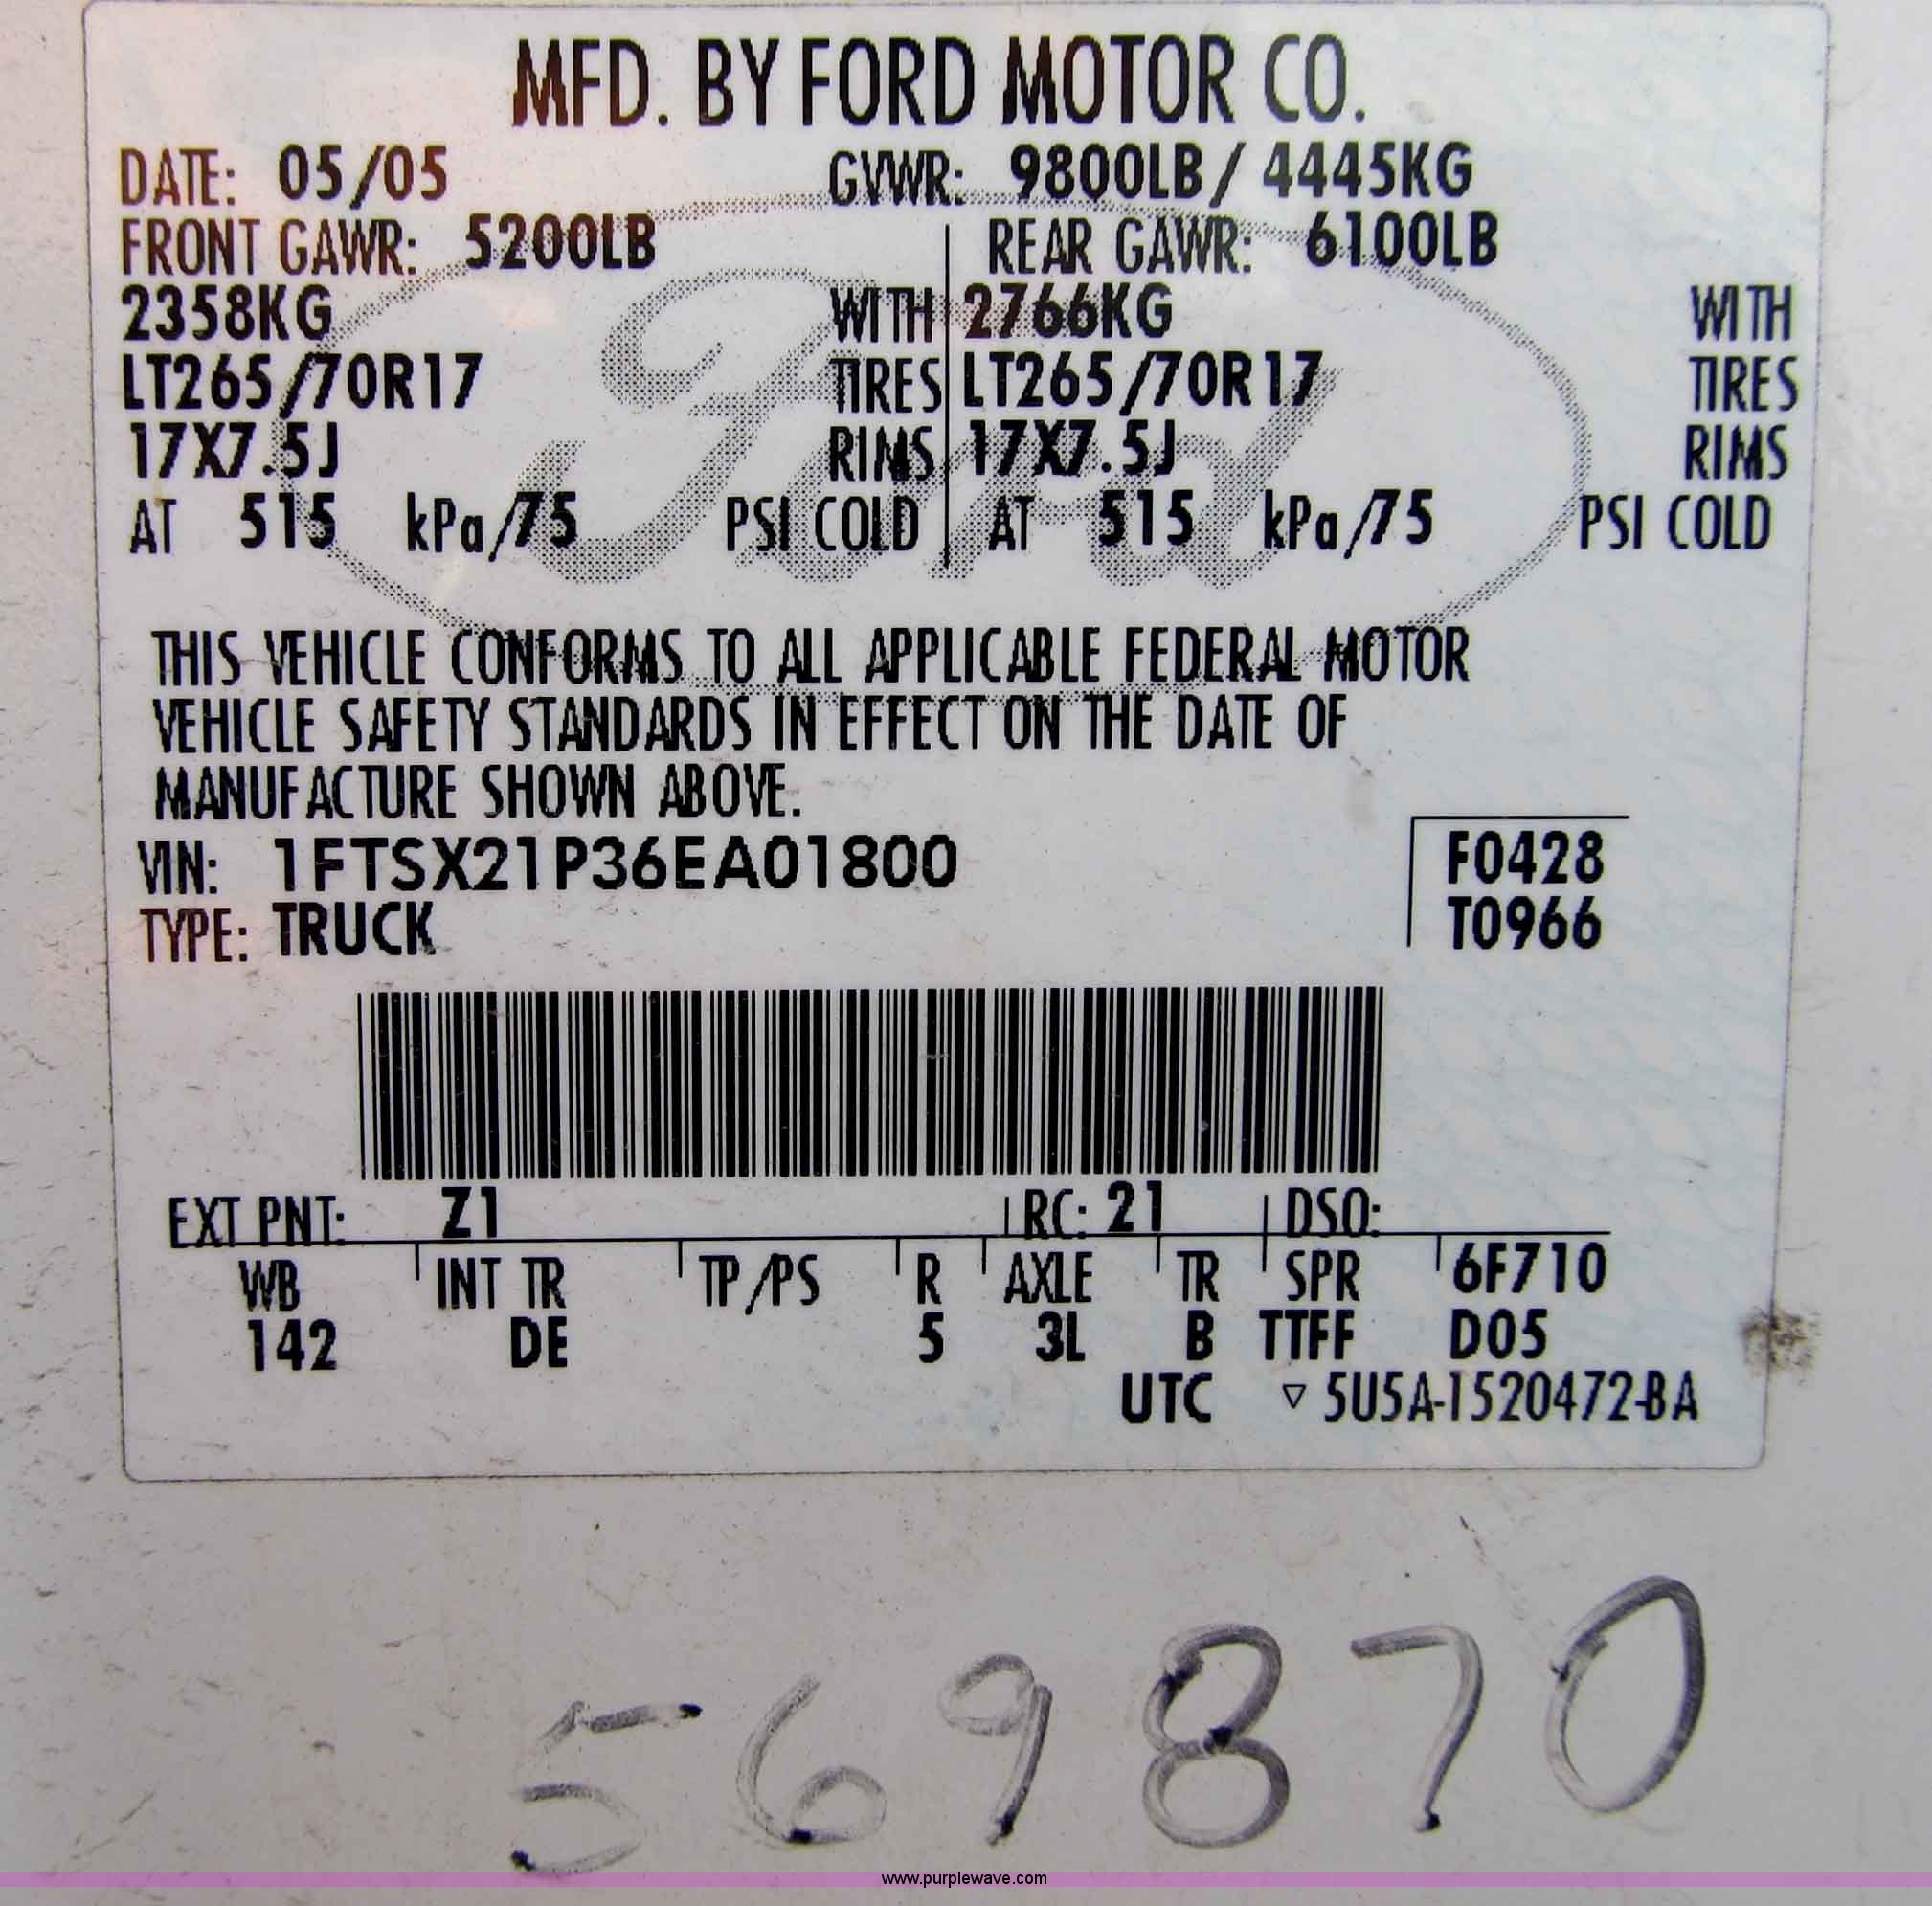 MFD. BY FORD MOTOR CO.
DATE: 05/05 GVWR: 9800LB/ 4445KG
FRONT GAWR: 5200LB REAR GAWR: 6100LB
2358KG WITH 2766KG WITH
LT265/70R17 TIRES LT265/70R17 TIRES
17X7.5J RIMS 17X7.5J RIMS
AT 515 kPa/75 PSI COLD AT 515 kPa/75 PSI COLD
Ford
THIS VEHICLE CONFORMS TO ALL APPLICABLE FEDERAL MOTOR
VEHICLE SAFETY STANDARDS IN EFFECT ON THE DATE OF
MANUFACTURE SHOWN ABOVE.
VIN: 1FTSX21P36EA01800 F0428
TYPE: TRUCK T0966
EXT PNT: Z1 RC: 21 DSO:
WB INT TR TP/PS R AXLE TR SPR 6F710
142 DE 5 3L B TTFF D05
UTC ▽ 5U5A-1520472-BA
569870
www.purplewave.com